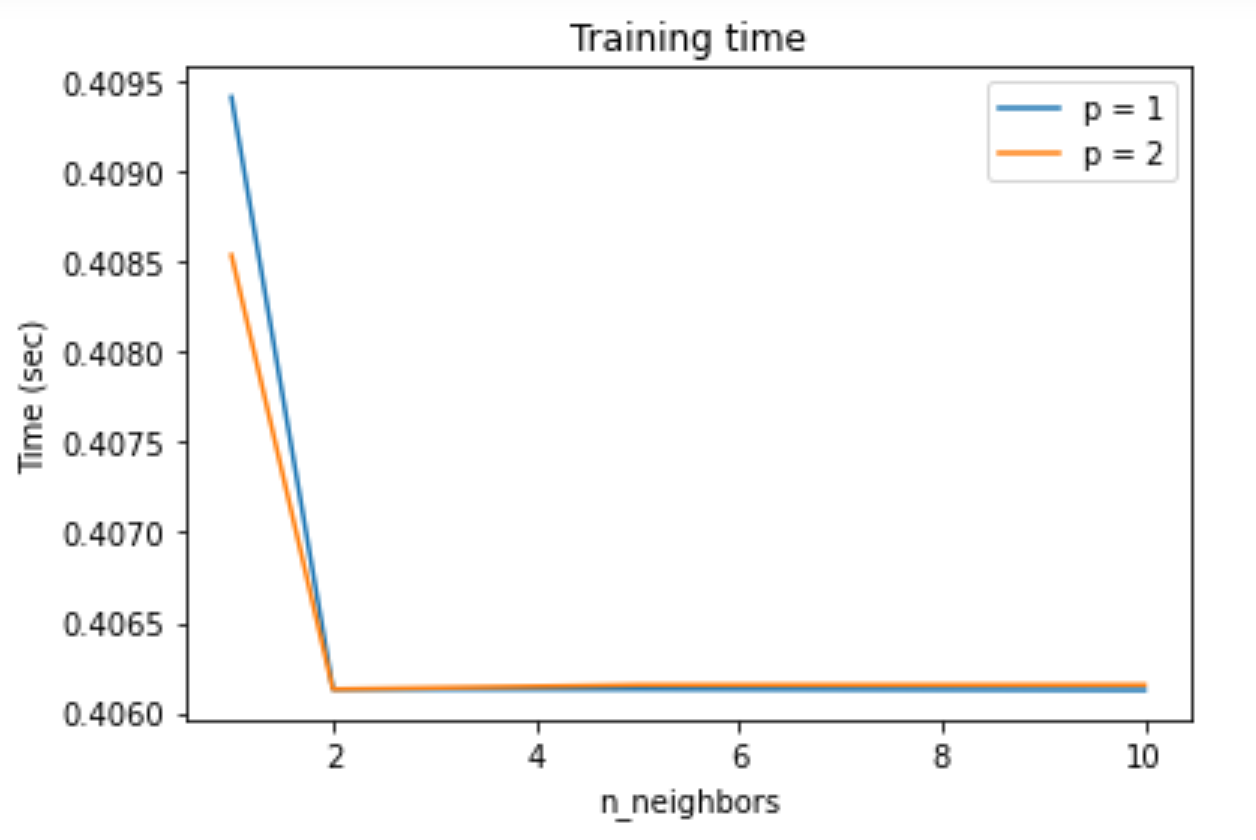 Training time
p = 1
p = 2
Time (sec)
0.4095
0.4090
0.4085
0.4080
0.4075
0.4070
0.4065
0.4060
2 4 6 8 10
n_neighbors